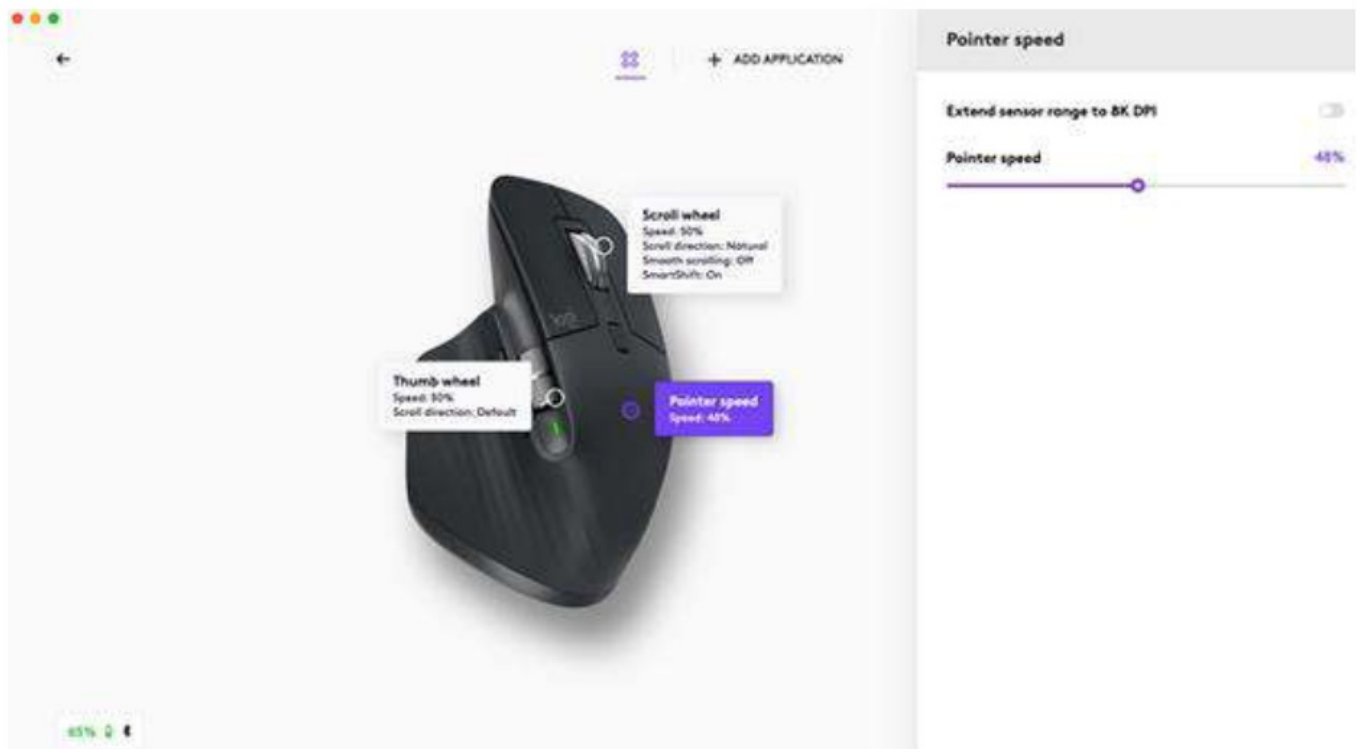 + ADD APPLICATION
Pointer speed
Extend sensor range to 8K DPI
Pointer speed
48%
Scroll wheel
Speed: 50%
Scroll direction: Natural
Smooth scrolling: Off
SmartShift: On
logi
Thumb wheel
Speed: 50%
Scroll direction: Default
Pointer speed
Speed: 48%
65%